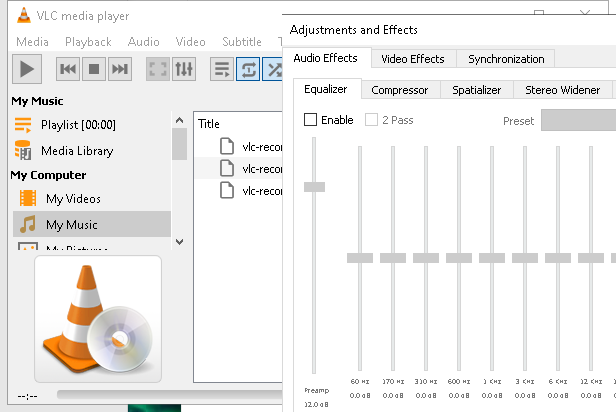 VLC media player
Media Playback Audio Video Subtitle
Adjustments and Effects
Audio Effects Video Effects Synchronization
Equalizer Compressor Spatializer Stereo Widener
Enable 2 Pass Preset
My Music
Playlist [00:00]
Media Library
My Computer
My Videos
My Music
My Pictures
Title
vlc-recor
vlc-recor
vlc-recor
60 Hz 170 Hz 310 Hz 600 Hz 1 KHz 3 KHz 6 KHz 12 KHz
0.0 dB 0.0 dB 0.0 dB 0.0 dB 0.0 dB 0.0 dB 0.0 dB 0.0 dB
Preamp
12.0 dB
--:--